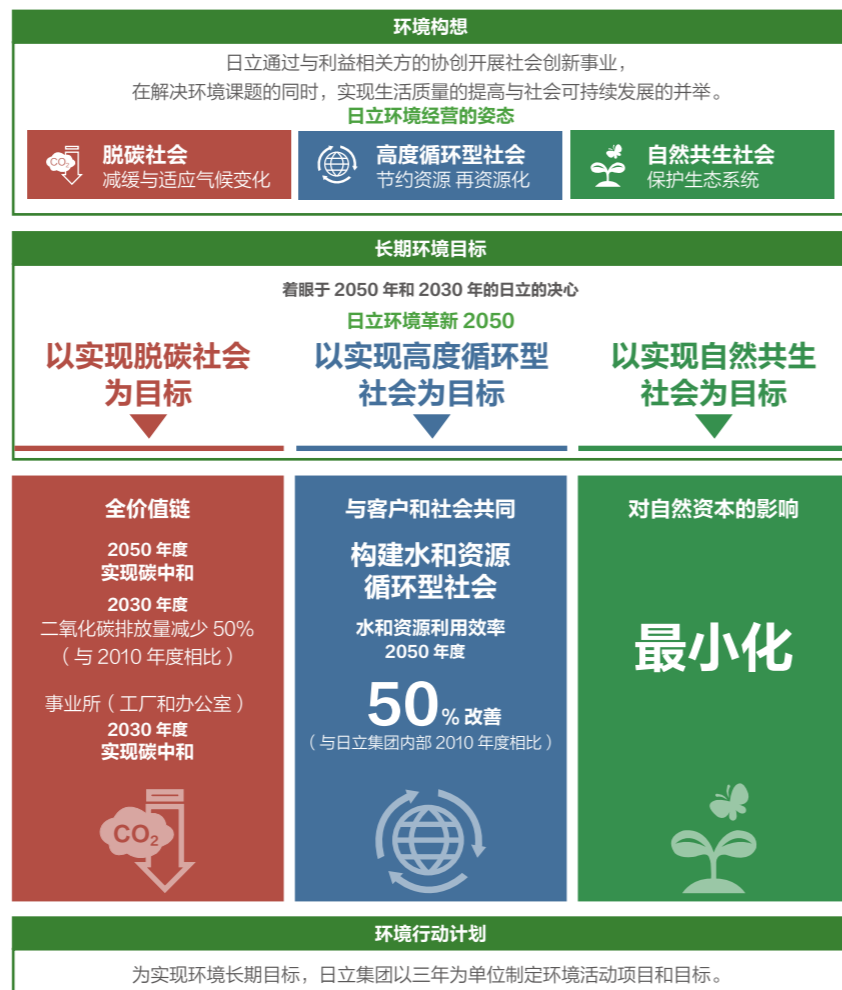 环境构想
日立通过与利益相关方的协创开展社会创新事业，
在解决环境课题的同时，实现生活质量的提高与社会可持续发展的并举。
日立环境经营的姿态
CO₂
脱碳社会
减缓与适应气候变化
高度循环型社会
节约资源 再资源化
自然共生社会
保护生态系统
长期环境目标
着眼于 2050 年和 2030 年的日立的决心
日立环境革新 2050
以实现脱碳社会
为目标
以实现高度循环型
社会为目标
以实现自然共生
社会为目标
全价值链
2050 年度
实现碳中和
2030 年度
二氧化碳排放量减少 50%
（与 2010 年度相比）
事业所（工厂和办公室）
2030 年度
实现碳中和
CO₂
与客户和社会共同
构建水和资源
循环型社会
水和资源利用效率
2050 年度
50% 改善
（与日立集团内部 2010 年度相比）
对自然资本的影响
最小化
环境行动计划
为实现环境长期目标，日立集团以三年为单位制定环境活动项目和目标。